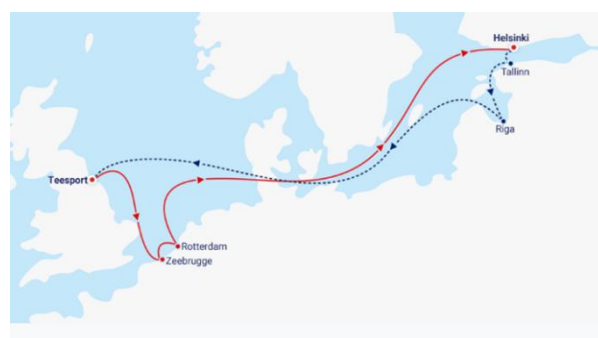 Helsinki
Tallinn
Riga
Teesport
Rotterdam
Zeebrugge